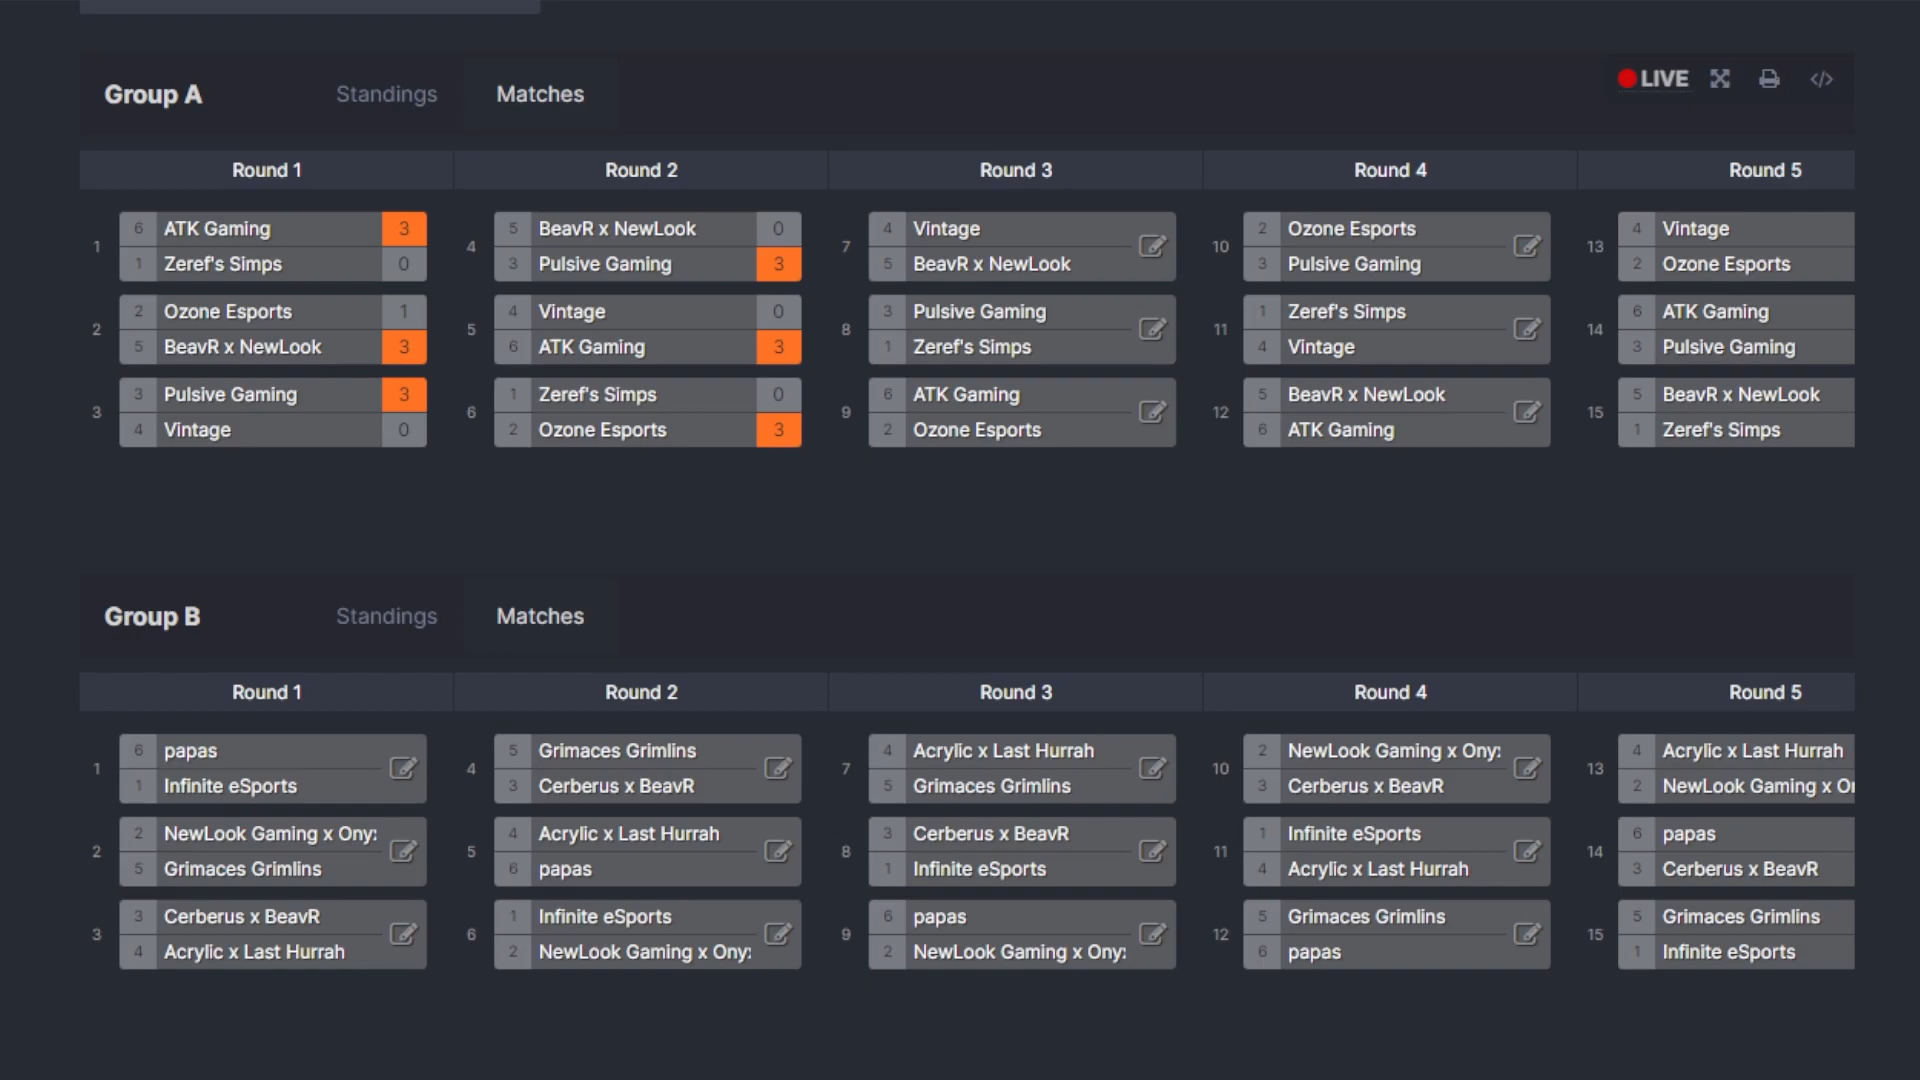 Group A
Standings
Matches
LIVE
Round 1
Round 2
Round 3
Round 4
Round 5
1
6 ATK Gaming 3
1 Zeref's Simps 0
2
2 Ozone Esports 1
5 BeavR x NewLook 3
3
3 Pulsive Gaming 3
4 Vintage 0
4
5 BeavR x NewLook 0
3 Pulsive Gaming 3
5
4 Vintage 0
6 ATK Gaming 3
6
1 Zeref's Simps 0
2 Ozone Esports 3
7
4 Vintage
5 BeavR x NewLook
8
3 Pulsive Gaming
1 Zeref's Simps
9
6 ATK Gaming
2 Ozone Esports
10
2 Ozone Esports
3 Pulsive Gaming
11
1 Zeref's Simps
4 Vintage
12
5 BeavR x NewLook
6 ATK Gaming
13
4 Vintage
2 Ozone Esports
14
6 ATK Gaming
3 Pulsive Gaming
15
5 BeavR x NewLook
1 Zeref's Simps
Group B
Standings
Matches
Round 1
Round 2
Round 3
Round 4
Round 5
1
6 papas
1 Infinite eSports
2
2 NewLook Gaming x Ony
5 Grimaces Grimlins
3
3 Cerberus x BeavR
4 Acrylic x Last Hurrah
4
5 Grimaces Grimlins
3 Cerberus x BeavR
5
4 Acrylic x Last Hurrah
6 papas
6
1 Infinite eSports
2 NewLook Gaming x Ony
7
4 Acrylic x Last Hurrah
5 Grimaces Grimlins
8
3 Cerberus x BeavR
1 Infinite eSports
9
6 papas
2 NewLook Gaming x Ony
10
2 NewLook Gaming x Ony
3 Cerberus x BeavR
11
1 Infinite eSports
4 Acrylic x Last Hurrah
12
5 Grimaces Grimlins
6 papas
13
4 Acrylic x Last Hurrah
2 NewLook Gaming x O
14
6 papas
3 Cerberus x BeavR
15
5 Grimaces Grimlins
1 Infinite eSports